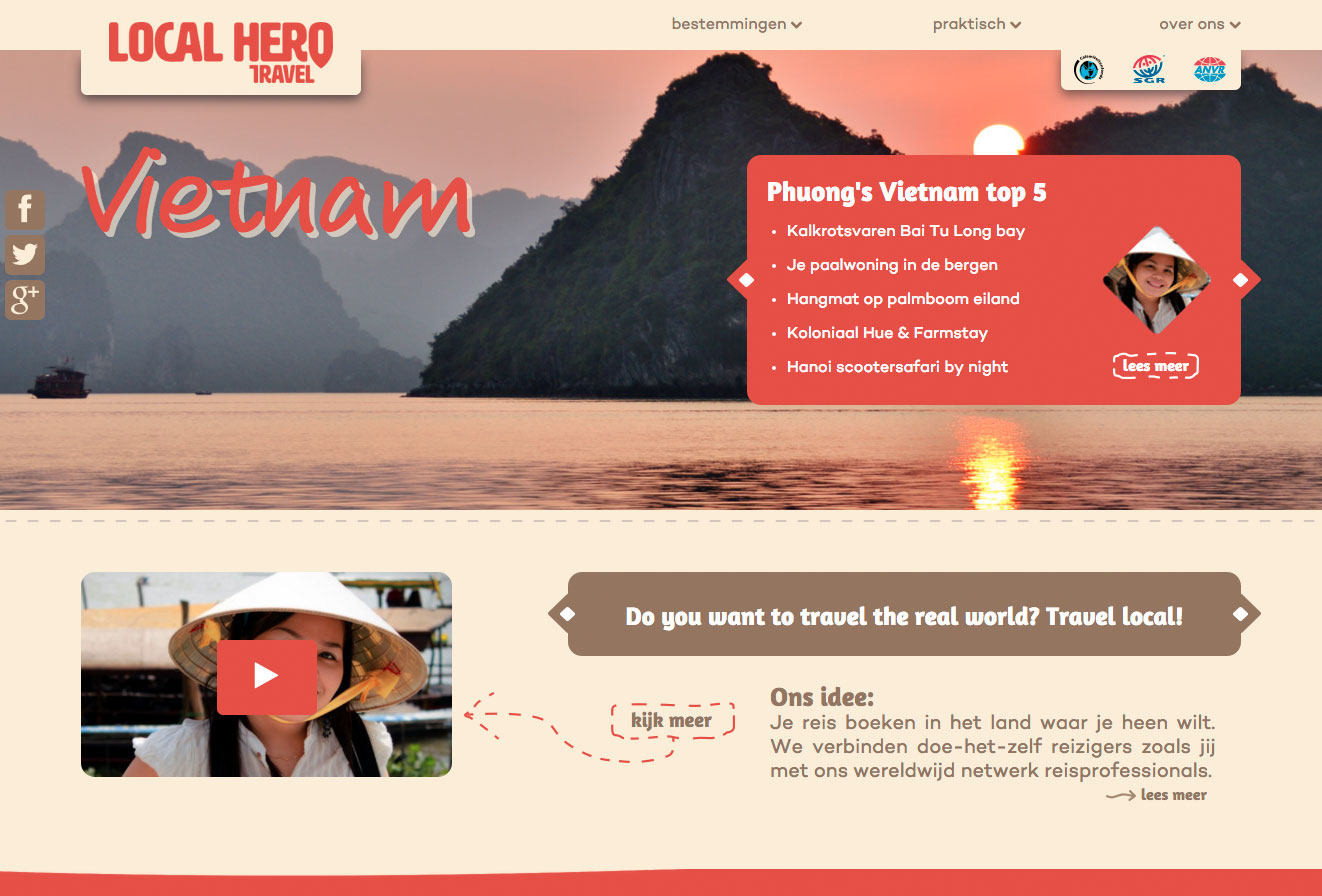 LOCAL HERO
TRAVEL
bestemmingen
praktisch
over ons
SGR
ANVR
Vietnam
Phuong's Vietnam top 5
• Kalkrotsvaren Bai Tu Long bay
• Je paalwoning in de bergen
• Hangmat op palmboom eiland
• Koloniaal Hue & Farmstay
• Hanoi scootersafari by night
lees meer
f
g+
Do you want to travel the real world? Travel local!
kijk meer
Ons idee:
Je reis boeken in het land waar je heen wilt.
We verbinden doe-het-zelf reizigers zoals jij
met ons wereldwijd netwerk reisprofessionals.
lees meer